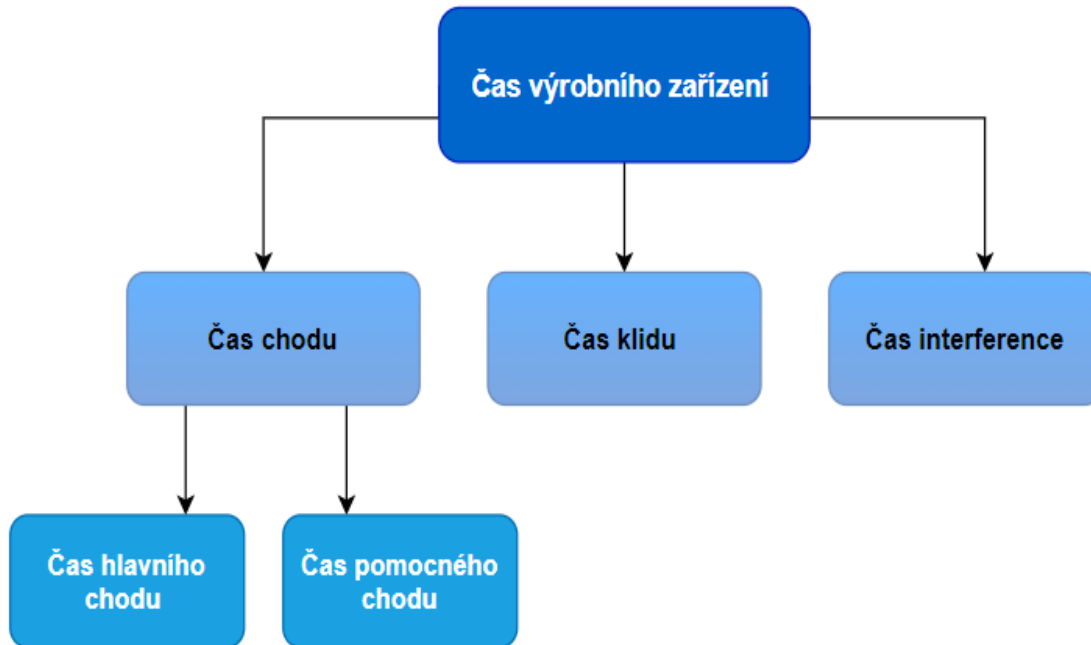 Čas výrobního zařízení
Čas chodu
Čas klidu
Čas interference
Čas hlavního
chodu
Čas pomocného
chodu